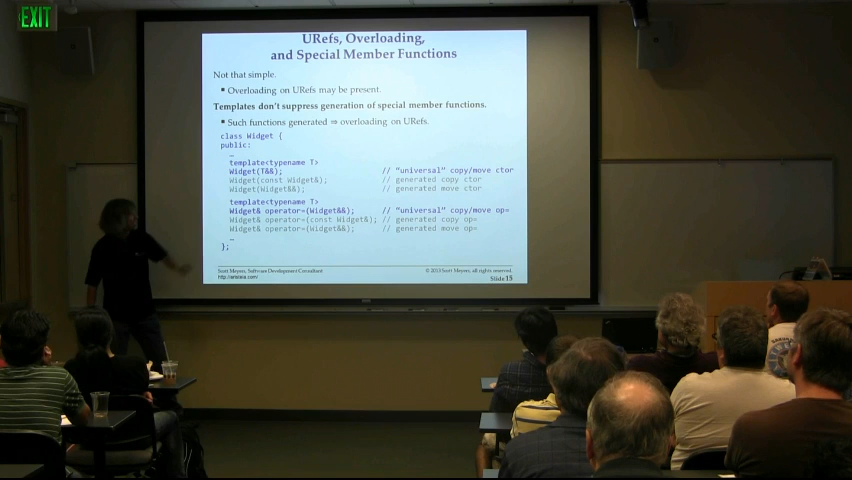 EXIT
URefs, Overloading,
and Special Member Functions
Not that simple.
▪ Overloading on URefs may be present.
Templates don't suppress generation of special member functions.
▪ Such functions generated ⇒ overloading on URefs.
class Widget {
public:
…
template<typename T>
Widget(T&&); // "universal" copy/move ctor
Widget(const Widget&); // generated copy ctor
Widget(Widget&&); // generated move ctor
template<typename T>
Widget& operator=(Widget&&); // "universal" copy/move op=
Widget& operator=(const Widget&); // generated copy op=
Widget& operator=(Widget&&); // generated move op=
…
};
Scott Meyers, Software Development Consultant © 2013 Scott Meyers, all rights reserved.
http://aristeia.com/ Slide 15